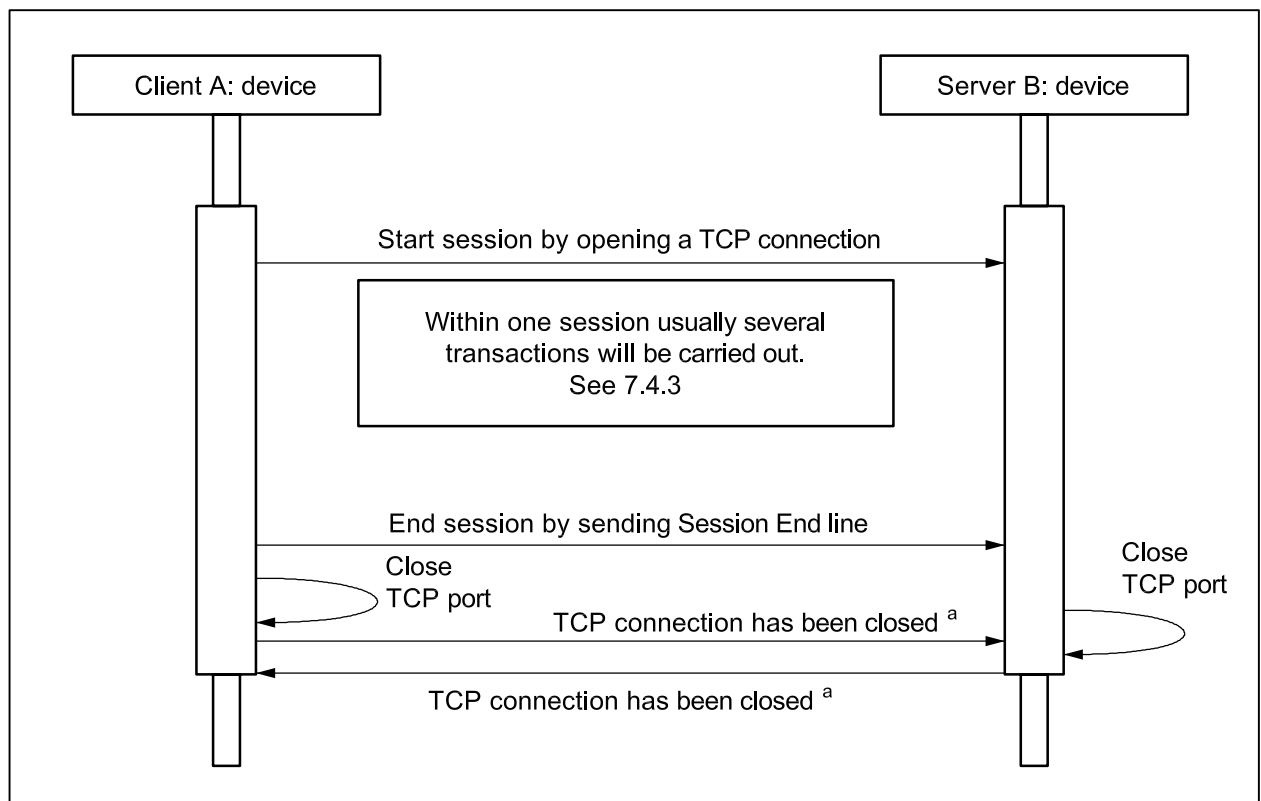 Client A: device
Server B: device
Start session by opening a TCP connection
Within one session usually several
transactions will be carried out.
See 7.4.3
End session by sending Session End line
Close
TCP port
Close
TCP port
TCP connection has been closed a
TCP connection has been closed a